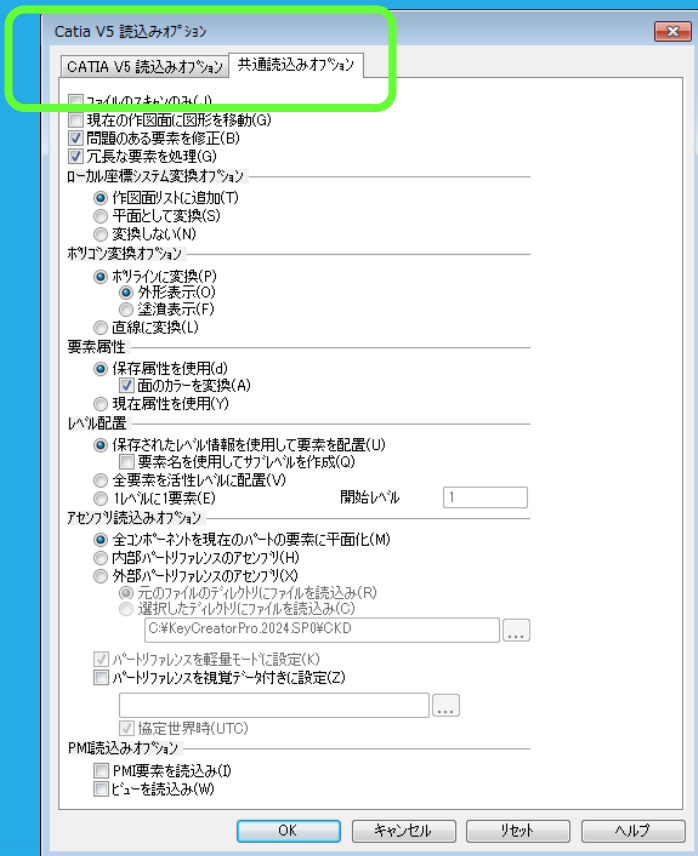 Catia V5 読込みｵﾌﾟｼｮﾝ
CATIA V5 読込みｵﾌﾟｼｮﾝ 共通読込みｵﾌﾟｼｮﾝ
ﾌｧｲﾙのｽｷｬﾝのみ(J)
現在の作図面に図形を移動(G)
問題のある要素を修正(B)
冗長な要素を処理(G)
ﾛｰｶﾙ座標ｼｽﾃﾑ変換ｵﾌﾟｼｮﾝ
作図面ﾘｽﾄに追加(T)
平面として変換(S)
変換しない(N)
ﾎﾟﾘｺﾞﾝ変換ｵﾌﾟｼｮﾝ
ﾎﾟﾘﾗｲﾝに変換(P)
外形表示(O)
塗潰表示(F)
直線に変換(L)
要素属性
保存属性を使用(d)
面のｶﾗｰを変換(A)
現在属性を使用(Y)
ﾚﾍﾞﾙ配置
保存されたﾚﾍﾞﾙ情報を使用して要素を配置(U)
要素名を使用してｻﾌﾞﾚﾍﾞﾙを作成(Q)
全要素を活性ﾚﾍﾞﾙに配置(V)
1ﾚﾍﾞﾙに1要素(E) 開始ﾚﾍﾞﾙ 1
ｱｾﾝﾌﾞﾘ読込みｵﾌﾟｼｮﾝ
全ｺﾝﾎﾟｰﾈﾝﾄを現在のﾊﾟｰﾄの要素に平面化(M)
内部ﾊﾟｰﾄﾘﾌｧﾚﾝｽのｱｾﾝﾌﾞﾘ(H)
外部ﾊﾟｰﾄﾘﾌｧﾚﾝｽのｱｾﾝﾌﾞﾘ(X)
元のﾌｧｲﾙのﾃﾞｨﾚｸﾄﾘにﾌｧｲﾙを読込み(R)
選択したﾃﾞｨﾚｸﾄﾘにﾌｧｲﾙを読込み(C)
C:¥KeyCreatorPro.2024.SP0¥CKD ...
ﾊﾟｰﾄﾘﾌｧﾚﾝｽを軽量ﾓｰﾄﾞに設定(K)
ﾊﾟｰﾄﾘﾌｧﾚﾝｽを視覚ﾃﾞｰﾀ付きに設定(Z)
...
協定世界時(UTC)
PMI読込みｵﾌﾟｼｮﾝ
PMI要素を読込み(I)
ﾋﾞｭｰを読込み(W)
OK ｷｬﾝｾﾙ ﾘｾｯﾄ ﾍﾙﾌﾟ